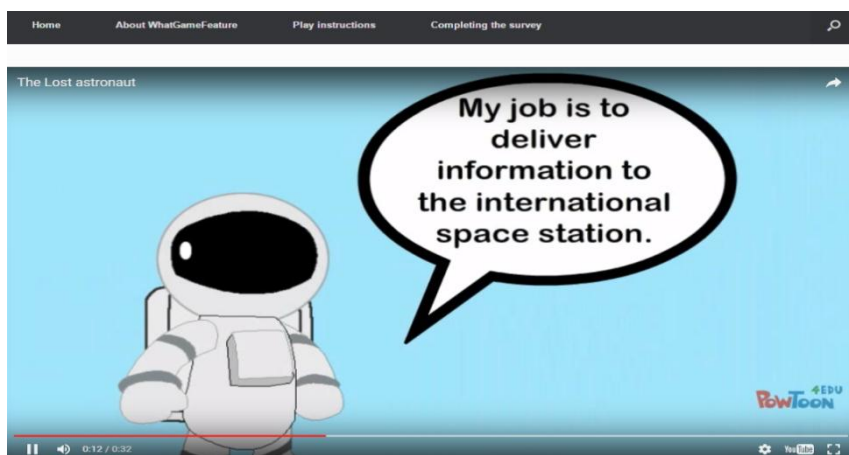 Home About WhatGameFeature Play instructions Completing the survey
The Lost astronaut
My job is to
deliver
information to
the international
space station.
4EDU
PowToon
0:12 / 0:32
YouTube